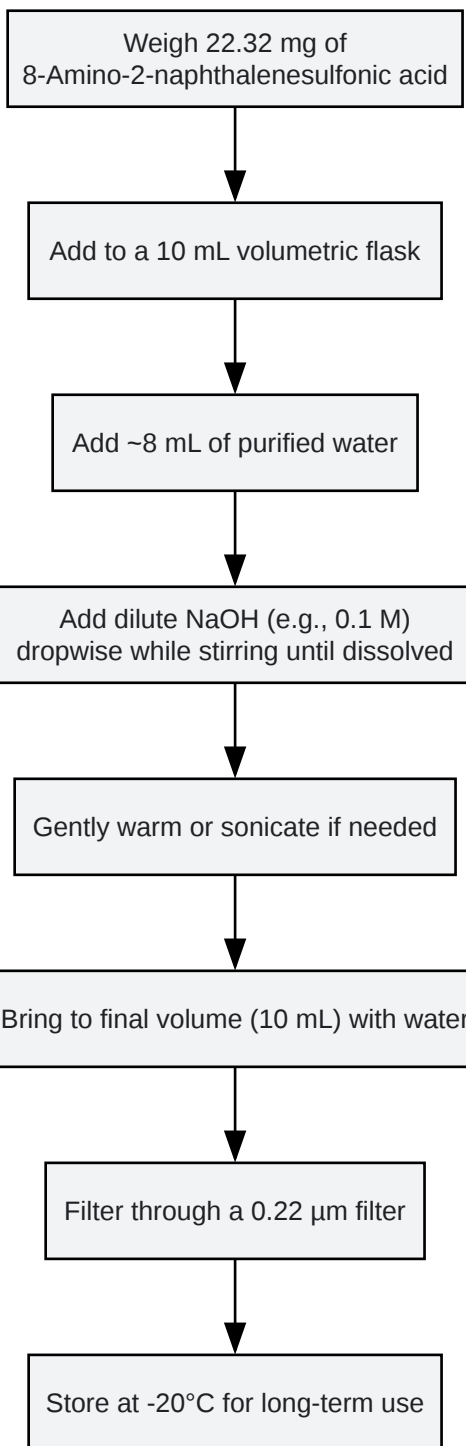 Weigh 22.32 mg of
8-Amino-2-naphthalenesulfonic acid
Add to a 10 mL volumetric flask
Add ~8 mL of purified water
Add dilute NaOH (e.g., 0.1 M)
dropwise while stirring until dissolved
Gently warm or sonicate if needed
Bring to final volume (10 mL) with water
Filter through a 0.22 µm filter
Store at -20°C for long-term use